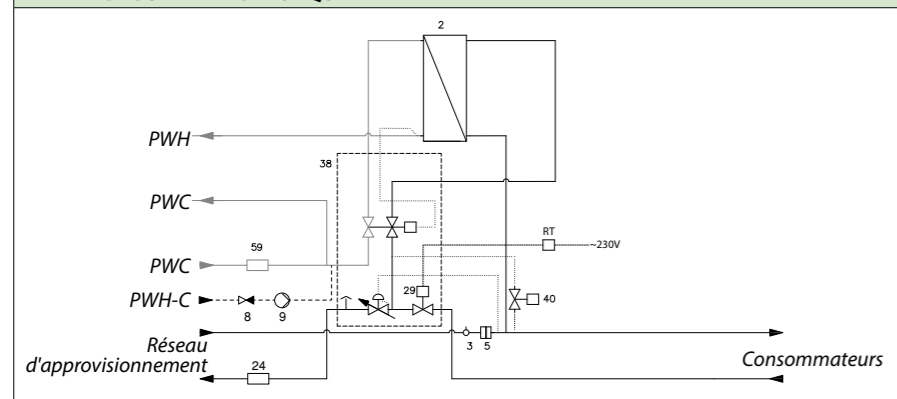 2
PWH
38
PWC
RT
~230V
59
PWC
29
40
PWH-C
8
9
3
5
Réseau
d'approvisionnement
Consommateurs
24